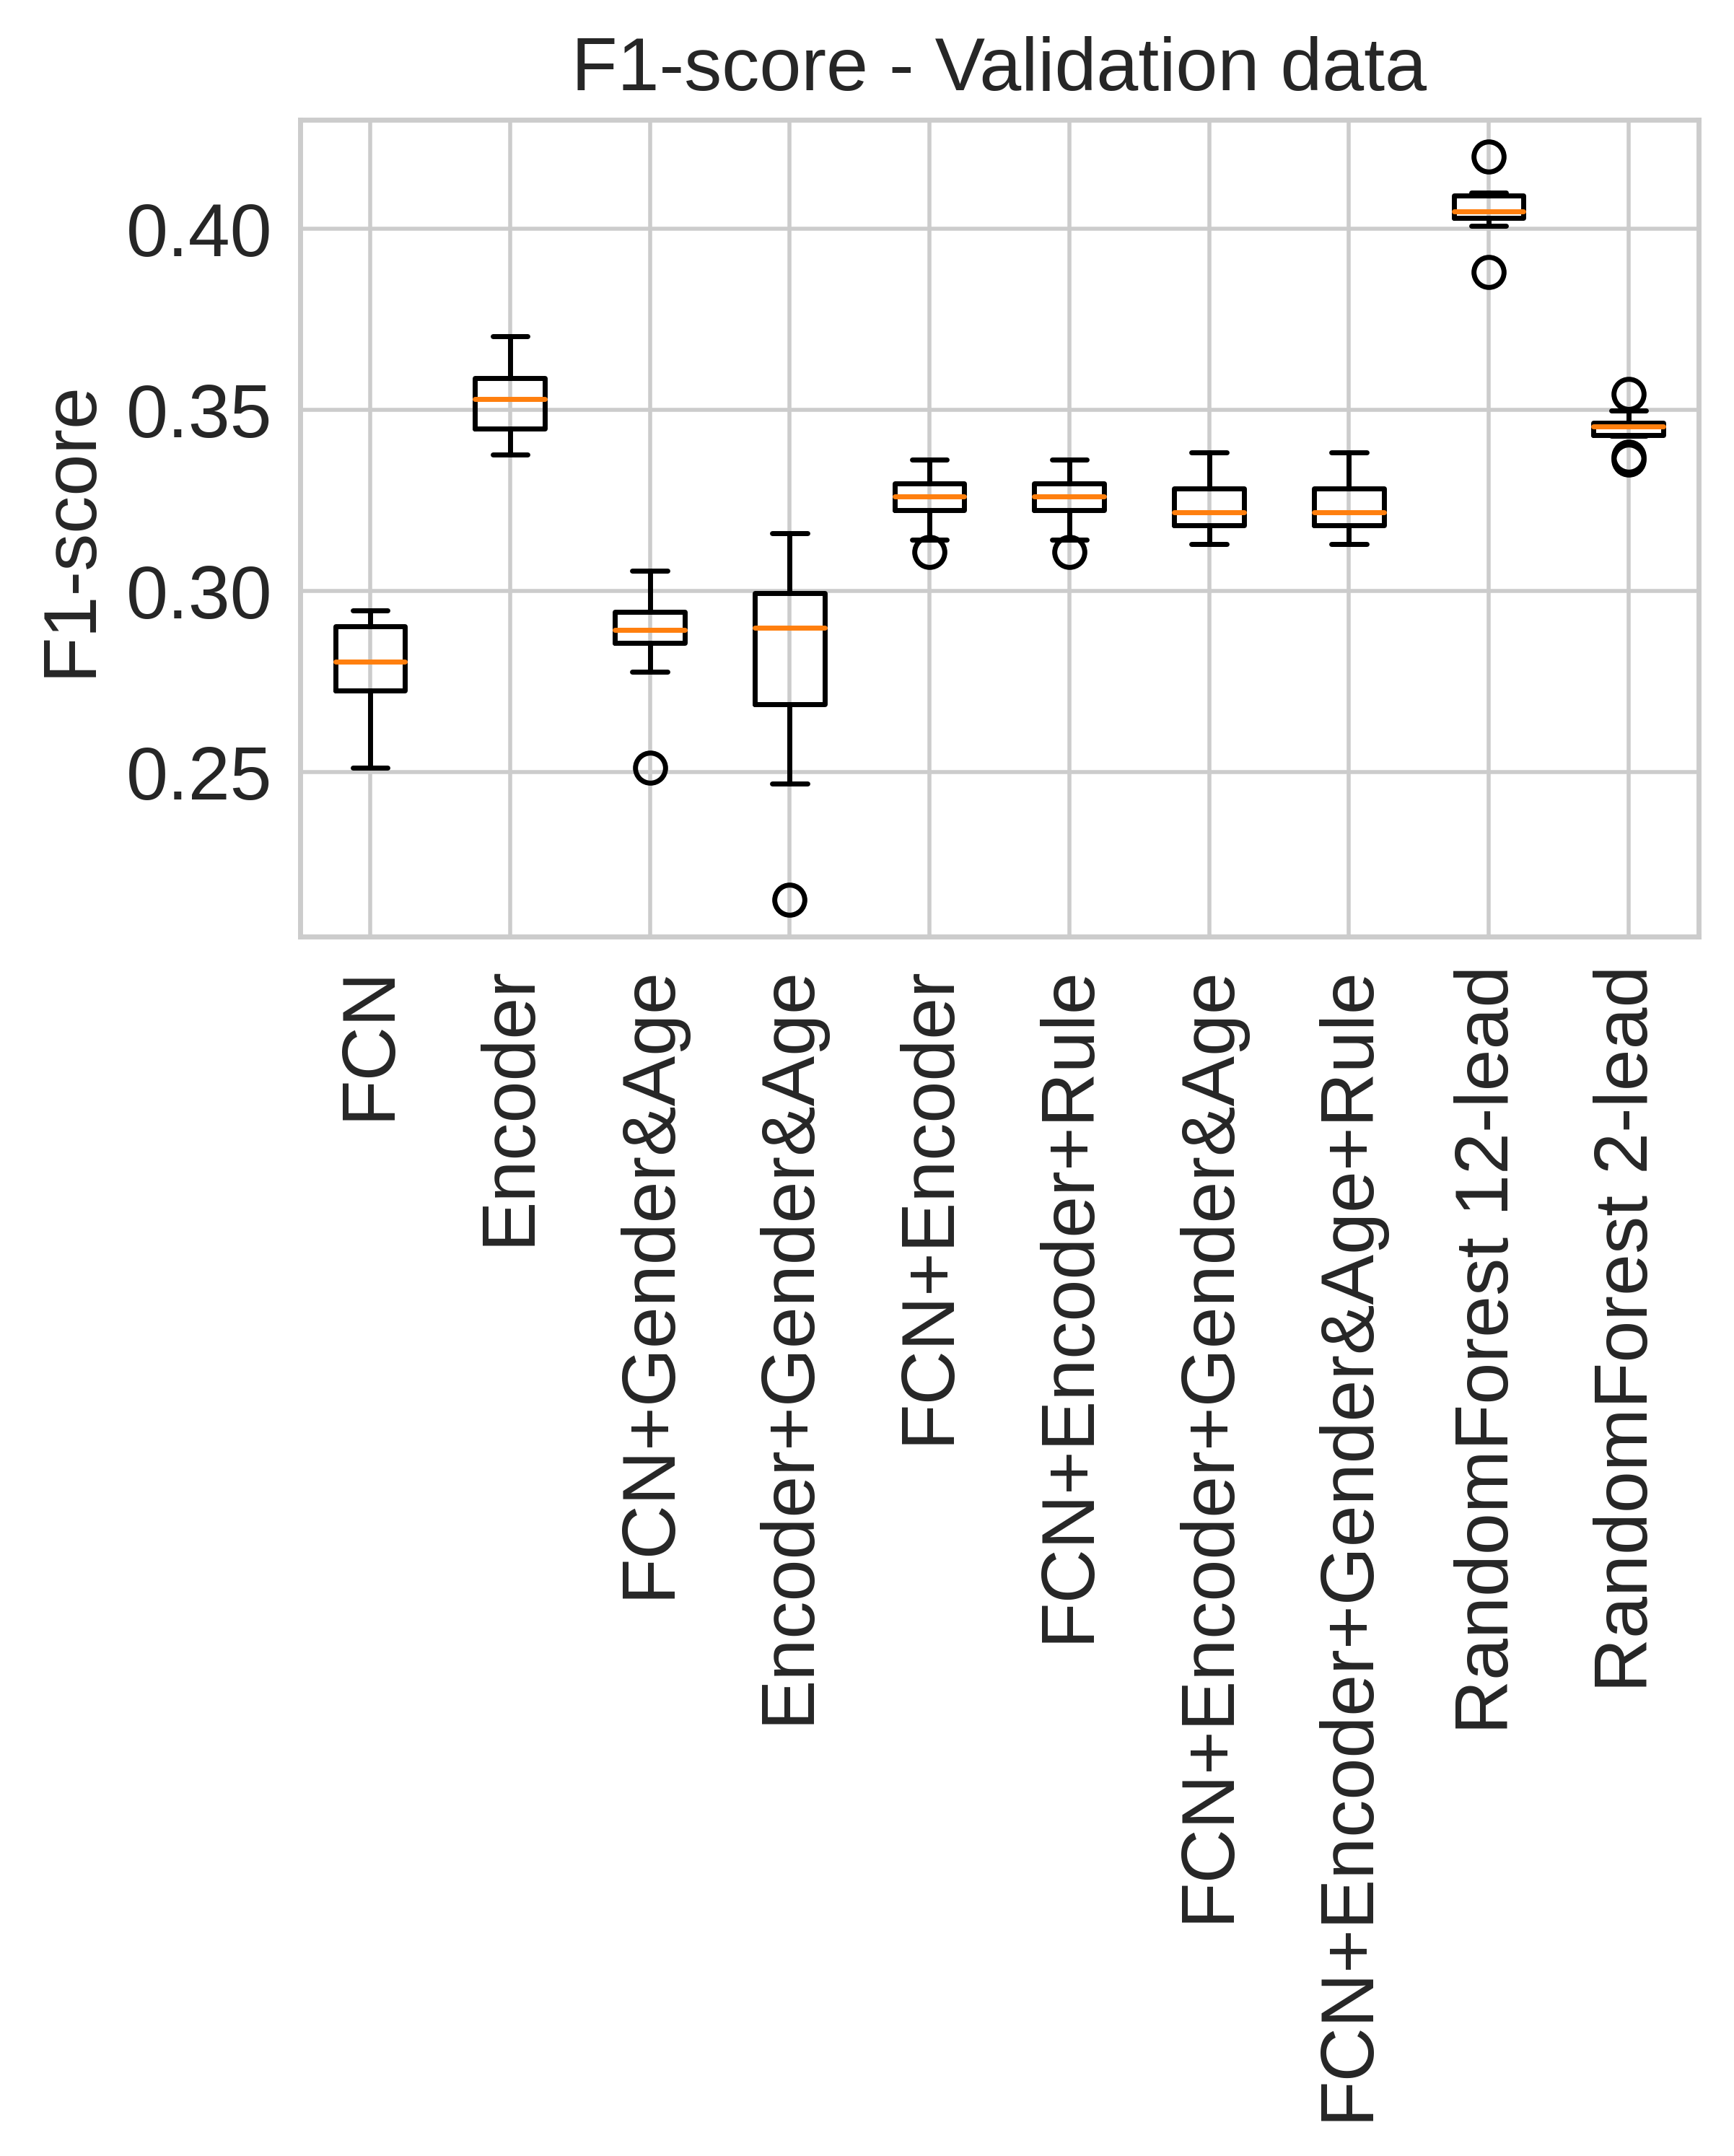 F1-score - Validation data
F1-score
0.40
0.35
0.30
0.25
FCN
Encoder
FCN+Gender&Age
Encoder+Gender&Age
FCN+Encoder
FCN+Encoder+Rule
FCN+Encoder+Gender&Age
FCN+Encoder+Gender&Age+Rule
RandomForest 12-lead
RandomForest 2-lead